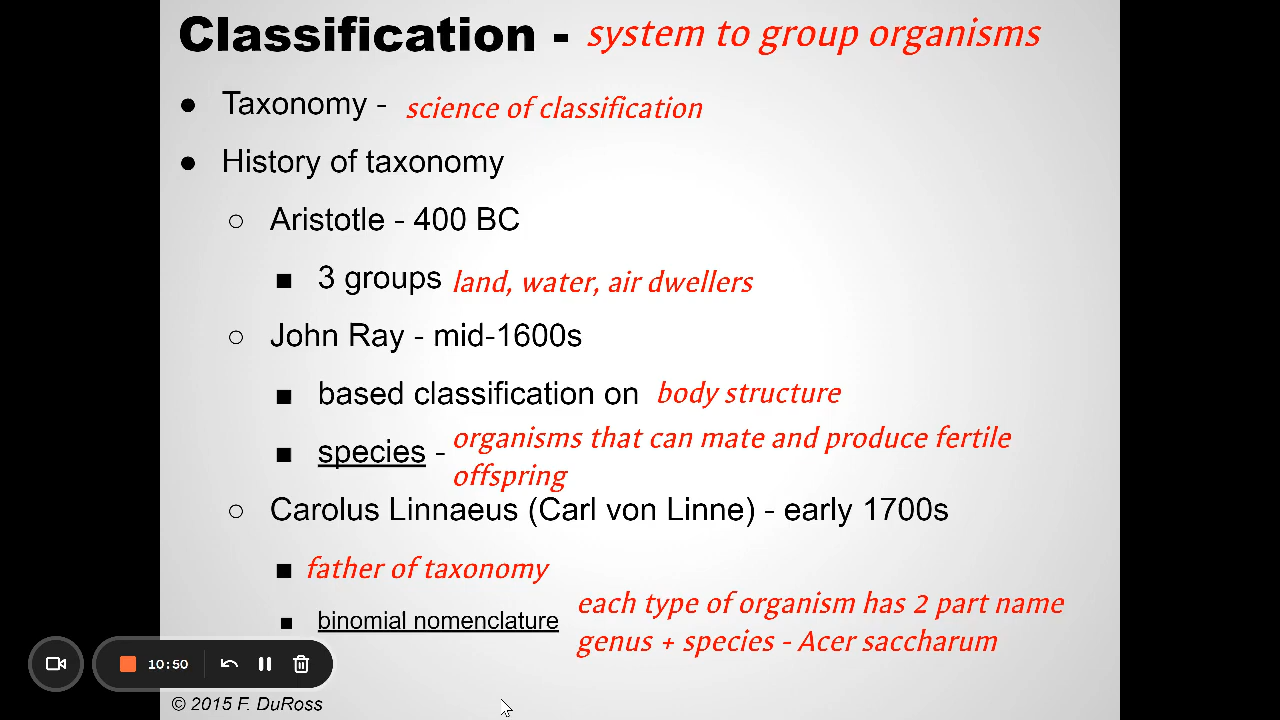 Classification - system to group organisms
● Taxonomy - science of classification
● History of taxonomy
○ Aristotle - 400 BC
■ 3 groups land, water, air dwellers
○ John Ray - mid-1600s
■ based classification on body structure
■ species - organisms that can mate and produce fertile
offspring
○ Carolus Linnaeus (Carl von Linne) - early 1700s
■ father of taxonomy
■ binomial nomenclature each type of organism has 2 part name
genus + species - Acer saccharum
10:50
© 2015 F. DuRoss